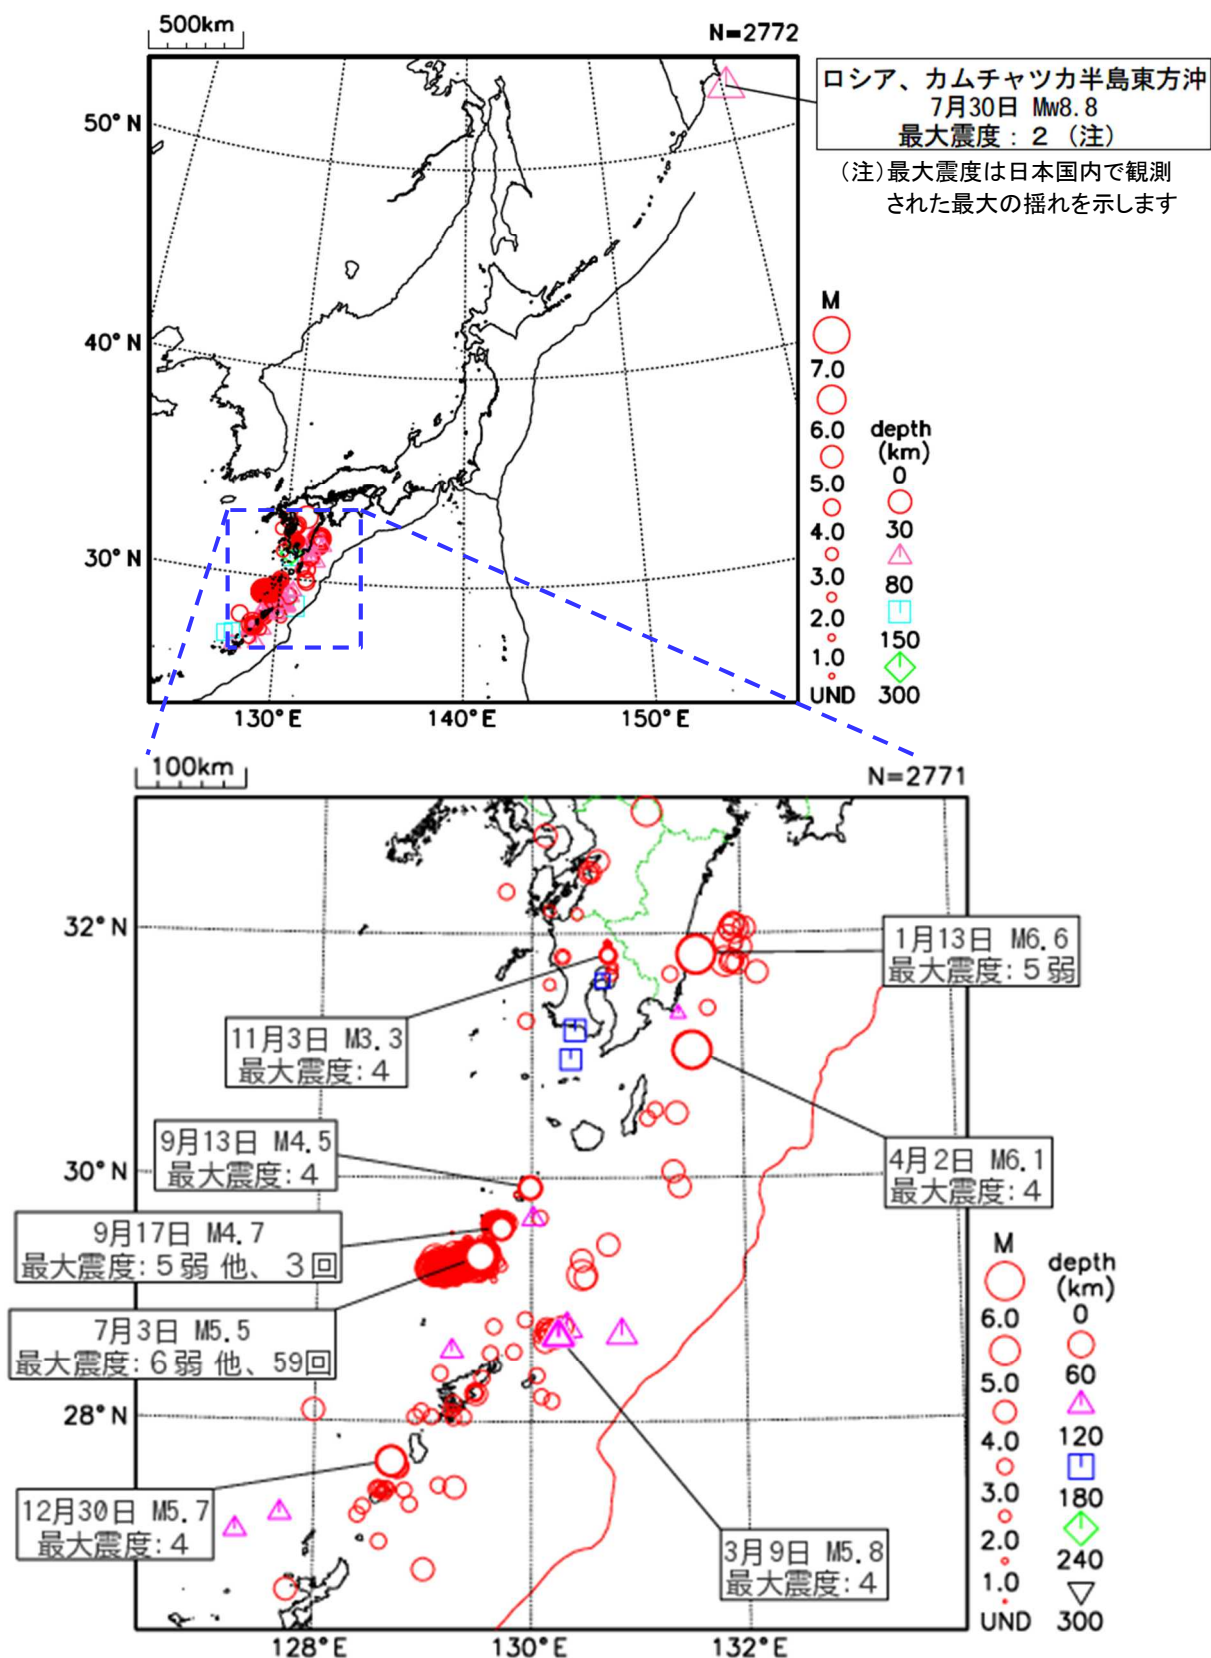 500km
N=2772
ロシア、カムチャツカ半島東方沖
7月30日 Mw8.8
最大震度：２（注）
（注）最大震度は日本国内で観測
された最大の揺れを示します
50°N
40°N
30°N
130°E
140°E
150°E
M
7.0
6.0
5.0
4.0
3.0
2.0
1.0
UND
depth
(km)
0
30
80
150
300
100km
N=2771
32°N
30°N
28°N
128°E
130°E
132°E
1月13日 M6.6
最大震度：５弱
11月3日 M3.3
最大震度：4
9月13日 M4.5
最大震度：4
4月2日 M6.1
最大震度：4
9月17日 M4.7
最大震度：５弱 他、３回
7月3日 M5.5
最大震度：６弱 他、59回
12月30日 M5.7
最大震度：4
3月9日 M5.8
最大震度：4
M
6.0
5.0
4.0
3.0
2.0
1.0
UND
depth
(km)
0
60
120
180
240
300